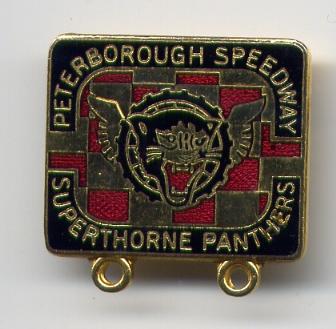 PETERBOROUGH SPEEDWAY
SUPERTHORNE PANTHERS